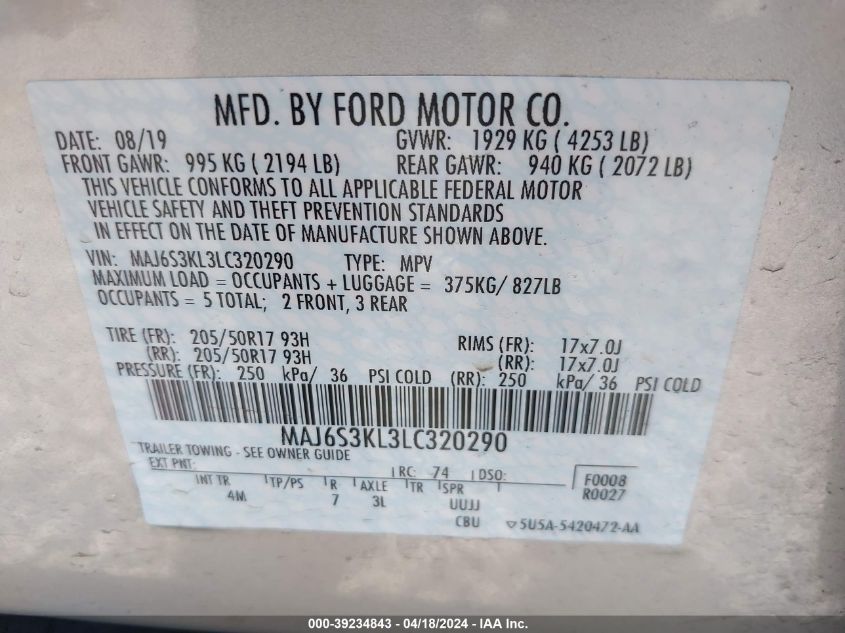 MFD. BY FORD MOTOR CO.
DATE: 08/19 GVWR: 1929 KG ( 4253 LB)
FRONT GAWR: 995 KG ( 2194 LB) REAR GAWR: 940 KG ( 2072 LB)
THIS VEHICLE CONFORMS TO ALL APPLICABLE FEDERAL MOTOR
VEHICLE SAFETY AND THEFT PREVENTION STANDARDS
IN EFFECT ON THE DATE OF MANUFACTURE SHOWN ABOVE.
VIN: MAJ6S3KL3LC320290 TYPE: MPV
MAXIMUM LOAD = OCCUPANTS + LUGGAGE = 375KG/ 827LB
OCCUPANTS = 5 TOTAL; 2 FRONT, 3 REAR
TIRE (FR): 205/50R17 93H RIMS (FR): 17x7.0J
(RR): 205/50R17 93H (RR): 17x7.0J
PRESSURE (FR): 250 kPa/ 36 PSI COLD (RR): 250 kPa/ 36 PSI COLD
MAJ6S3KL3LC320290
TRAILER TOWING - SEE OWNER GUIDE
EXT PNT: RC: 74 DSO: F0008
INT TR TP/PS R AXLE TR SPR R0027
4M 7 3L UUJJ
CBU 5U5A-5420472-AA
000-39234843 - 04/18/2024 - IAA Inc.